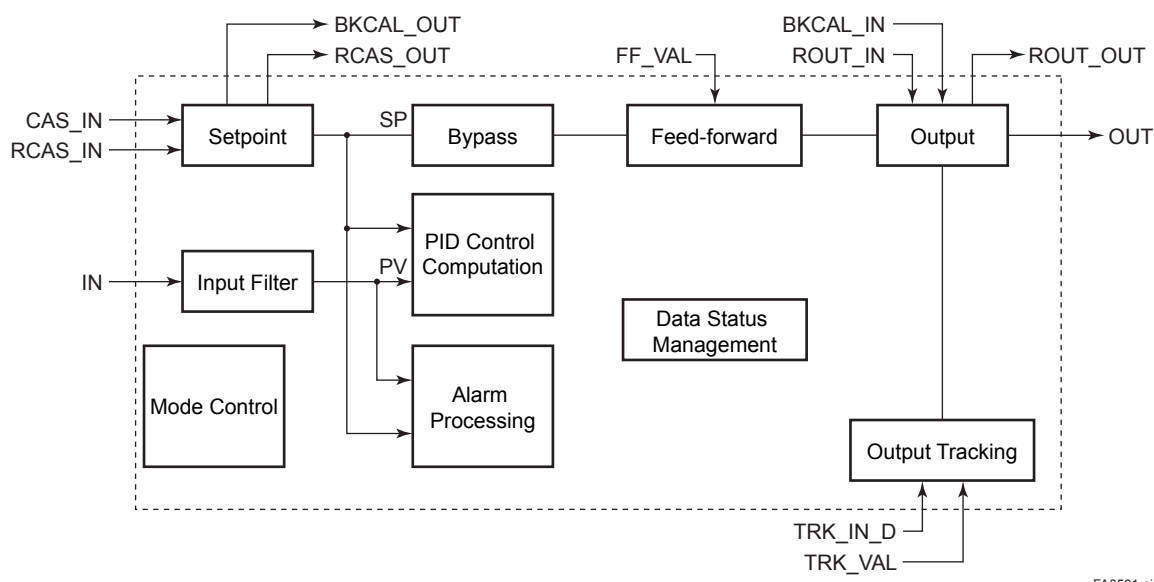 BKCAL_OUT
RCAS_OUT
BKCAL_IN
ROUT_IN
ROUT_OUT
FF_VAL
CAS_IN
RCAS_IN
Setpoint
SP
Bypass
Feed-forward
Output
OUT
IN
Input Filter
PV
PID Control
Computation
Data Status
Management
Mode Control
Alarm
Processing
Output Tracking
TRK_IN_D
TRK_VAL